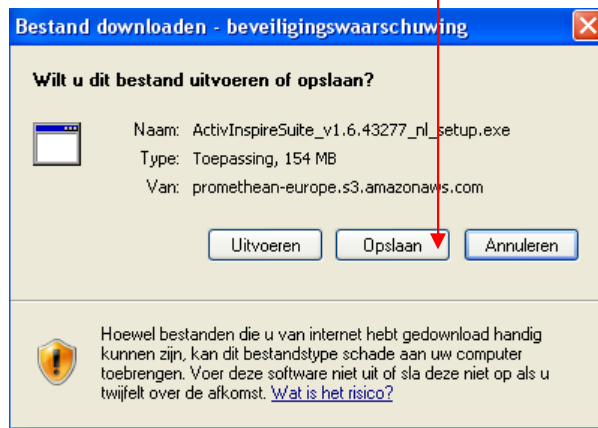 Bestand downloaden - beveiligingswaarschuwing
Wilt u dit bestand uitvoeren of opslaan?
Naam: ActivInspireSuite_v1.6.43277_nl_setup.exe
Type: Toepassing, 154 MB
Van: promethean-europe.s3.amazonaws.com
Uitvoeren Opslaan Annuleren
Hoewel bestanden die u van internet hebt gedownload handig
kunnen zijn, kan dit bestandstype schade aan uw computer
toebrengen. Voer deze software niet uit of sla deze niet op als u
twijfelt over de afkomst. Wat is het risico?